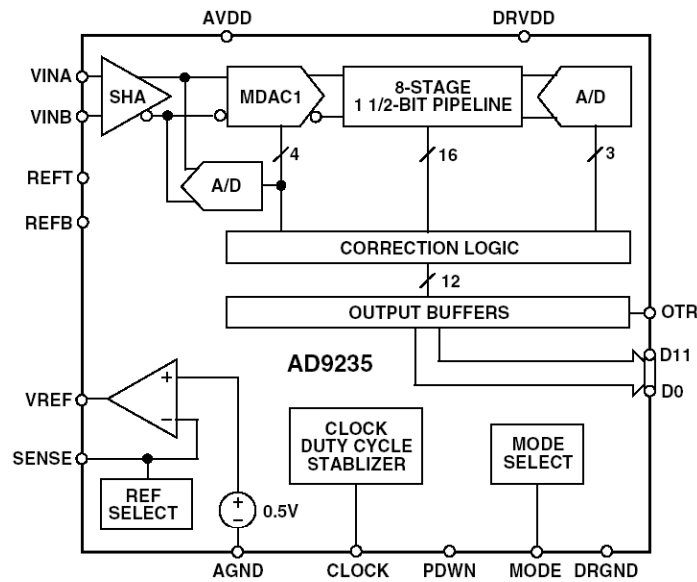 AVDD
DRVDD
VINA
SHA
MDAC1
8-STAGE
1 1/2-BIT PIPELINE
A/D
VINB
4
16
3
REFT
A/D
REFB
CORRECTION LOGIC
12
OUTPUT BUFFERS
OTR
D11
AD9235
D0
VREF
+
−
CLOCK
DUTY CYCLE
STABLIZER
MODE
SELECT
SENSE
REF
SELECT
+
−
0.5V
AGND
CLOCK
PDWN
MODE
DRGND